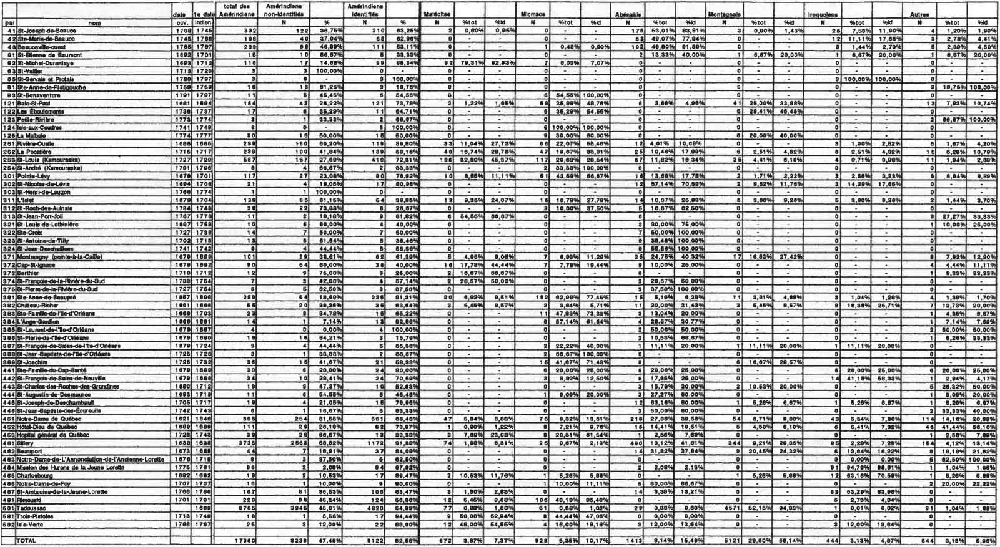 total des Amérindiens Amérindiens
date 1e date Amérindiens non-identifiés identifiés Malécites Micmacs Abénakis Montagnais Iroquoiens Autres
par nom ouv. indien N % N % N %tot %id N %tot %id N %tot %id N %tot %id N %tot %id N %tot %id
41 St-Joseph-de-Beauce 1738 1745 332 122 36,75% 210 63,25% 2 0,60% 0,95% 0 - - 176 53,01% 83,81% 3 0,90% 1,43% 25 7,53% 11,90% 4 1,20% 1,90%
42 Ste-Marie-de-Beauce 1745 40 37,04% 68 62,96% 0 - - 0 - - 53 49,07% 77,94% 0 - - 12 11,11% 17,65% 3 2,78% 4,41%
43 Beauceville-ouest 1765 1767 209 98 46,89% 111 53,11% 0 - - 1 0,48% 0,90% 102 48,80% 91,89% 0 - - 3 1,44% 2,70% 5 2,39% 4,50%
61 St-Étienne de Baumont 1692 1701 15 10 66,67% 5 33,33% 0 - - 0 - - 2 13,33% 40,00% 1 6,67% 20,00% 1 6,67% 20,00% 1 6,67% 20,00%
62 St-Michel-Durantaye 1693 1712 116 17 14,66% 99 85,34% 92 79,31% 92,93% 7 6,03% 7,07% 0 - - 0 - - 0 - - 0 - -
63 St-Vallier 1713 1720 3 3 100,00% 0 - 0 - - 0 - - 0 - - 0 - - 0 - - 0 - -
65 St-Gervais et Protais 1780 1797 3 0 - 3 100,00% 0 - - 0 - - 0 - - 0 - - 3 100,00% 100,00% 0 - -
81 Ste-Anne-de-Ristigouche 1759 1759 16 13 81,25% 3 18,75% 0 - - 0 - - 0 - - 0 - - 0 - - 3 18,75% 100,00%
93 St-Bonaventure 1791 1797 11 5 45,45% 6 54,55% 0 - - 6 54,55% 100,00% 0 - - 0 - - 0 - - 0 - -
121 Baie-St-Paul 1681 1694 164 43 26,22% 121 73,78% 2 1,22% 1,65% 59 35,98% 48,76% 6 3,66% 4,96% 41 25,00% 33,88% 0 - - 13 7,93% 10,74%
122 Les Éboulements 1736 1737 17 6 35,29% 11 64,71% 0 - - 6 35,29% 54,55% 0 - - 5 29,41% 45,45% 0 - - 0 - -
123 Petite-Rivière 1773 1774 3 1 33,33% 2 66,67% 0 - - 0 - - 0 - - 0 - - 0 - - 2 66,67% 100,00%
124 Isle-aux-Coudres 1741 1749 6 0 - 6 100,00% 0 - - 6 100,00% 100,00% 0 - - 0 - - 0 - - 0 - -
126 La Malbaie 1774 1777 30 15 50,00% 15 50,00% 0 - - 9 30,00% 60,00% 0 - - 6 20,00% 40,00% 0 - - 0 - -
251 Rivière-Ouelle 1685 1685 299 180 60,20% 119 39,80% 33 11,04% 27,73% 66 22,07% 55,46% 12 4,01% 10,08% 0 - - 3 1,00% 2,52% 5 1,67% 4,20%
252 La Pocatière 1715 1717 239 100 41,84% 139 58,16% 40 16,74% 28,78% 47 19,67% 33,81% 25 10,46% 17,99% 6 2,51% 4,32% 6 2,51% 4,32% 15 6,28% 10,79%
253 St-Louis (Kamouraska) 1727 1729 567 157 27,69% 410 72,31% 186 32,80% 45,37% 117 20,63% 28,54% 67 11,82% 16,34% 25 4,41% 6,10% 4 0,71% 0,98% 11 1,94% 2,68%
254 St-André (Kamouraska) 1791 1796 6 4 66,67% 2 33,33% 0 - - 2 33,33% 100,00% 0 - - 0 - - 0 - - 0 - -
301 Pointe-Lévy 1679 1701 117 27 23,08% 90 76,92% 10 8,55% 11,11% 51 43,59% 56,67% 16 13,68% 17,78% 2 1,71% 2,22% 3 2,56% 3,33% 8 6,84% 8,89%
302 St-Nicolas-de-Lévis 1694 21 4 19,05% 17 80,95% 0 - - 0 - - 12 57,14% 70,59% 2 9,52% 11,76% 3 14,29% 17,65% 0 - -
303 St-Henri-de-Lauzon 1766 1774 1 1 100,00% 0 - 0 - - 0 - - 0 - - 0 - - 0 - - 0 - -
311 L'Islet 1679 1704 139 85 61,15% 54 38,85% 13 9,35% 24,07% 15 10,79% 27,78% 14 10,07% 25,93% 5 3,60% 9,26% 5 3,60% 9,26% 2 1,44% 3,70%
312 St-Roch-des-Aulnais 1734 30 22 73,33% 8 26,67% 0 - - 3 10,00% 37,50% 5 16,67% 62,50% 0 - - 0 - - 0 - -
313 St-Jean-Port-Joli 1767 1770 11 2 18,18% 9 81,82% 6 54,55% 66,67% 0 - - 0 - - 0 - - 0 - - 3 27,27% 33,33%
321 St-Louis-de-Lotbinière 1697 10 6 60,00% 4 40,00% 0 - - 0 - - 3 30,00% 75,00% 0 - - 0 - - 1 10,00% 25,00%
322 Ste-Croix 1727 14 7 50,00% 7 50,00% 0 - - 0 - - 7 50,00% 100,00% 0 - - 0 - - 0 - -
323 St-Antoine-de-Tilly 1702 13 8 61,54% 5 38,46% 0 - - 0 - - 5 38,46% 100,00% 0 - - 0 - - 0 - -
324 St-Jean-Deschaillons 1741 1742 9 4 44,44% 5 55,56% 0 - - 0 - - 5 55,56% 100,00% 0 - - 0 - - 0 - -
371 Montmagny (pointe-à-la-Caille) 1679 101 39 38,61% 62 61,39% 5 4,95% 8,06% 7 6,93% 11,29% 25 24,75% 40,32% 17 16,83% 27,42% 0 - - 8 7,92% 12,90%
372 Cap-St-Ignace 1679 1692 90 54 60,00% 36 40,00% 16 17,78% 44,44% 7 7,78% 19,44% 9 10,00% 25,00% 0 - - 0 - - 4 4,44% 11,11%
373 Berthier 1710 1712 12 9 75,00% 3 25,00% 2 16,67% 66,67% 0 - - 0 - - 0 - - 0 - - 1 8,33% 33,33%
374 St-François-de-la-Rivière-du-Sud 1733 1754 7 3 42,86% 4 57,14% 2 28,57% 50,00% 0 - - 2 28,57% 50,00% 0 - - 0 - - 0 - -
375 St-Pierre-de-la-Rivière-du-Sud 1727 1754 8 5 62,50% 3 37,50% 0 - - 0 - - 3 37,50% 100,00% 0 - - 0 - - 0 - -
381 Ste-Anne-de-Beaupré 1657 289 54 18,69% 235 81,31% 20 6,92% 8,51% 182 62,98% 77,45% 15 5,19% 6,38% 11 3,81% 4,68% 3 1,04% 1,28% 4 1,38% 1,70%
382 Château-Richer 1661 1668 55 20 36,36% 35 63,64% 3 5,45% 8,57% 2 3,64% 5,71% 11 20,00% 31,43% 3 5,45% 8,57% 9 16,36% 25,71% 7 12,73% 20,00%
383 Ste-Famille-de-l'Ile-d'Orléans 1666 1703 23 8 34,78% 15 65,22% 0 - - 11 47,83% 73,33% 3 13,04% 20,00% 0 - - 0 - - 1 4,35% 6,67%
384 L'Ange-Gardien 1669 1691 14 1 7,14% 13 92,86% 0 - - 8 57,14% 61,54% 4 28,57% 30,77% 0 - - 0 - - 1 7,14% 7,69%
385 St-Laurent-de-l'Ile-d'Orléans 1679 1687 4 0 0,00% 4 100,00% 0 - - 0 - - 2 50,00% 50,00% 0 - - 0 - - 2 50,00% 50,00%
386 St-Pierre-de-l'Ile-d'Orléans 1679 1690 19 16 84,21% 3 15,79% 0 - - 0 - - 2 10,53% 66,67% 0 - - 0 - - 1 5,26% 33,33%
387 St-François-de-Sales-de-l'Ile-d'Orléans 1679 1724 9 4 44,44% 5 55,56% 0 - - 2 22,22% 40,00% 1 11,11% 20,00% 1 11,11% 20,00% 1 11,11% 20,00% 0 - -
388 St-Jean-Baptiste-de-l'Ile-d'Orléans 1725 1726 3 1 33,33% 2 66,67% 0 - - 2 66,67% 100,00% 0 - - 0 - - 0 - - 0 - -
389 St-Joachim 1725 1732 36 15 41,67% 21 58,33% 0 - - 15 41,67% 71,43% 0 - - 6 16,67% 28,57% 0 - - 0 - -
441 Ste-Famille-du-Cap-Santé 1679 30 6 20,00% 24 80,00% 0 - - 6 20,00% 25,00% 6 20,00% 25,00% 0 - - 6 20,00% 25,00% 6 20,00% 25,00%
442 St-François-de-Sales-de-Neuville 1679 34 10 29,41% 24 70,59% 0 - - 3 8,82% 12,50% 6 17,65% 25,00% 0 - - 14 41,18% 58,33% 1 2,94% 4,17%
443 St-Charles-des-Roches-des-Grondines 1680 1712 19 9 47,37% 10 52,63% 0 - - 0 - - 3 15,79% 30,00% 2 10,53% 20,00% 0 - - 5 26,32% 50,00%
444 St-Augustin-de-Desmaures 1693 11 6 54,55% 5 45,45% 0 - - 1 9,09% 20,00% 3 27,27% 60,00% 0 - - 0 - - 1 9,09% 20,00%
445 St-Joseph-de-Deschambault 1705 1717 19 4 21,05% 15 78,95% 0 - - 0 - - 12 63,16% 80,00% 1 5,26% 6,67% 1 5,26% 6,67% 1 5,26% 6,67%
446 St-Jean-Baptiste-des-Écureuils 1742 1743 6 1 16,67% 5 83,33% 0 - - 0 - - 3 50,00% 60,00% 0 - - 0 - - 2 33,33% 40,00%
451 Notre-Dame de Québec 1621 1640 805 254 31,55% 551 68,45% 47 5,84% 8,53% 75 9,32% 13,61% 218 27,08% 39,56% 54 6,71% 9,80% 43 5,34% 7,80% 114 14,16% 20,69%
452 Hôtel-Dieu de Québec 1689 1689 111 29 26,13% 82 73,87% 1 0,90% 1,22% 8 7,21% 9,76% 16 14,41% 19,51% 5 4,50% 6,10% 6 5,41% 7,32% 46 41,44% 56,10%
453 Hopital général de Québec 1728 1743 39 26 66,67% 13 33,33% 3 7,69% 23,08% 8 20,51% 61,54% 1 2,56% 7,69% 0 - - 0 - - 1 2,56% 7,69%
461 Sillery 1638 1638 3735 2563 68,62% 1172 31,38% 74 1,98% 6,31% 25 0,67% 2,13% 490 13,12% 41,81% 344 9,21% 29,35% 85 2,28% 7,25% 154 4,12% 13,14%
462 Beauport 1673 1685 44 7 15,91% 37 84,09% 0 - - 0 - - 14 31,82% 37,84% 9 20,45% 24,32% 6 13,64% 16,22% 8 18,18% 21,62%
463 Notre-Dame-de-L'Annonciation-de-l'Ancienne-Lorette 1676 8 3 37,50% 5 62,50% 0 - - 0 - - 0 - - 0 - - 0 0,00% 0,00% 5 62,50% 100,00%
464 Mission des Hurons de la Jeune Lorette 1775 1761 96 2 2,08% 94 97,92% 0 - - 0 - - 2 2,08% 2,13% 0 - - 91 94,79% 96,81% 1 1,04% 1,06%
465 Charlesbourg 1692 1692 19 2 10,53% 17 89,47% 2 10,53% 11,76% 1 5,26% 5,88% 0 - - 1 5,26% 5,88% 12 63,16% 70,59% 1 5,26% 5,88%
466 Notre-Dame-de-Foy 1707 1707 10 1 10,00% 9 90,00% 0 - - 1 10,00% 11,11% 6 60,00% 66,67% 0 - - 0 - - 2 20,00% 22,22%
467 St-Ambroise-de-la-Jeune-Lorette 1766 1766 167 61 36,53% 106 63,47% 3 1,80% 2,83% 0 - - 14 8,38% 13,21% 0 - - 89 53,29% 83,96% 0 - -
491 Rimouski 1701 1701 220 96 43,64% 124 56,36% 12 5,45% 9,68% 106 48,18% 85,48% 0 - - 0 - - 6 2,73% 4,84% 0 - -
501 Tadoussac 1669 8765 3945 45,01% 4820 54,99% 77 0,88% 1,60% 51 0,58% 1,06% 29 0,33% 0,60% 4571 52,15% 94,83% 1 0,01% 0,02% 91 1,04% 1,89%
581 Trois-Pistoles 1713 1749 18 1 5,56% 17 94,44% 9 50,00% 52,94% 8 44,44% 47,06% 0 0,00% 0,00% 0 - - 0 - - 0 - -
582 Isle-Verte 1766 1767 25 3 12,00% 22 88,00% 12 48,00% 54,55% 4 16,00% 18,18% 3 12,00% 13,64% 0 - - 3 12,00% 13,64% 0 - -
TOTAL 17360 8238 47,45% 9122 52,55% 672 3,87% 7,37% 928 5,35% 10,17% 1413 8,14% 15,49% 5121 29,50% 56,14% 444 3,13% 4,87% 544 3,13% 5,96%